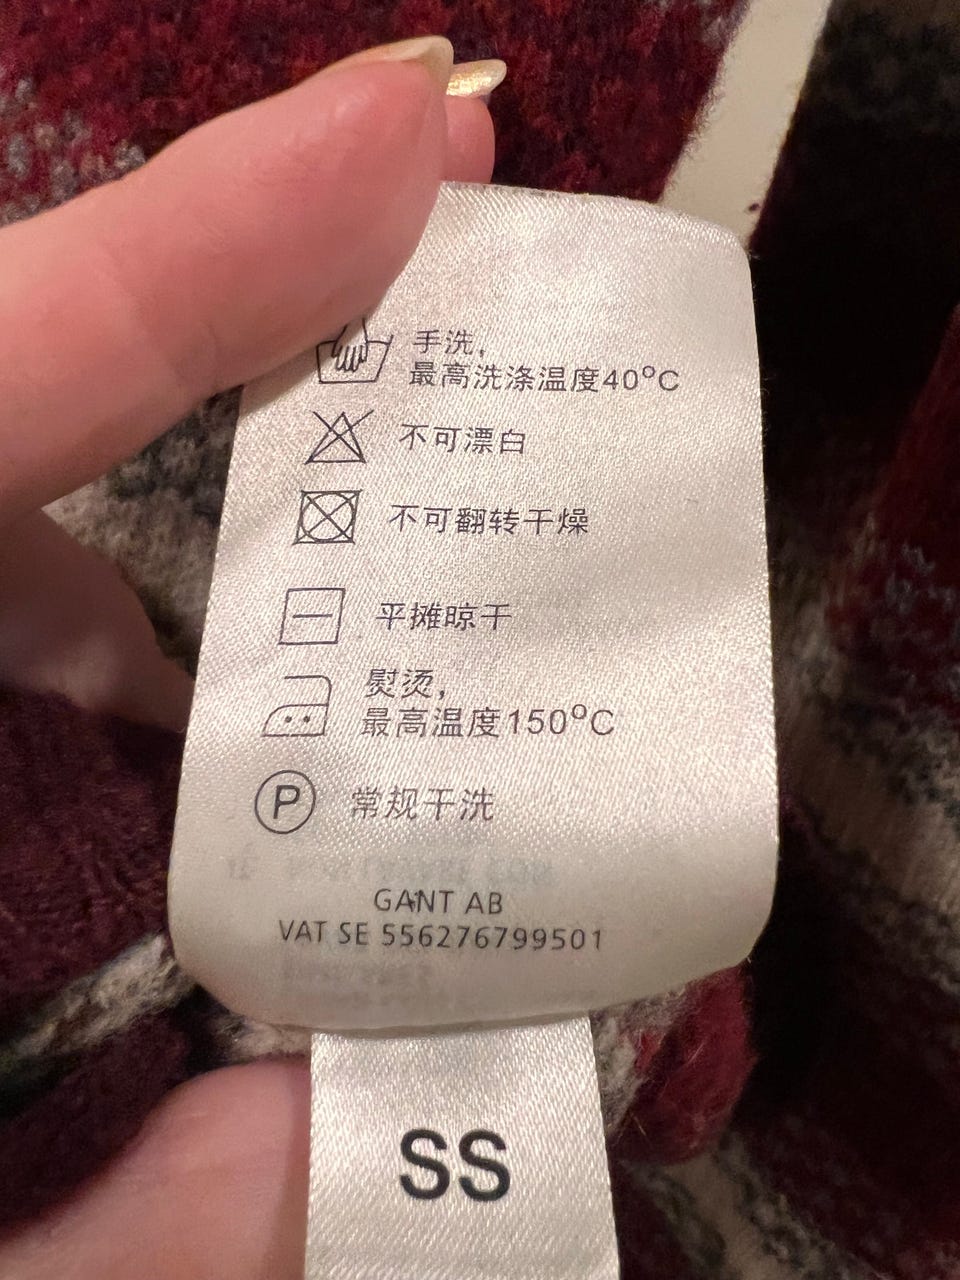 手洗,
最高洗涤温度40°C
不可漂白
不可翻转干燥
平摊晾干
熨烫,
最高温度150°C
P 常规干洗
GANT AB
VAT SE 556276799501
SS